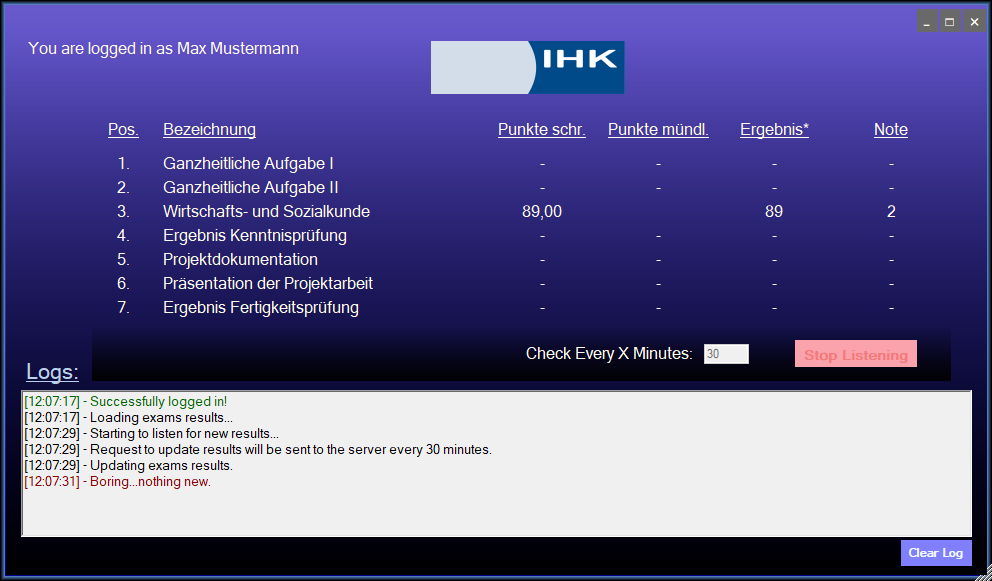 You are logged in as Max Mustermann
IHK
Pos. Bezeichnung Punkte schr. Punkte mündl. Ergebnis* Note
1. Ganzheitliche Aufgabe I - - - -
2. Ganzheitliche Aufgabe II - - - -
3. Wirtschafts- und Sozialkunde 89,00 89 2
4. Ergebnis Kenntnisprüfung - - - -
5. Projektdokumentation - - - -
6. Präsentation der Projektarbeit - - - -
7. Ergebnis Fertigkeitsprüfung - - - -
Check Every X Minutes: 30 Stop Listening
Logs:
[12:07:17] - Successfully logged in!
[12:07:17] - Loading exams results...
[12:07:29] - Starting to listen for new results...
[12:07:29] - Request to update results will be sent to the server every 30 minutes.
[12:07:29] - Updating exams results.
[12:07:31] - Boring...nothing new.
Clear Log